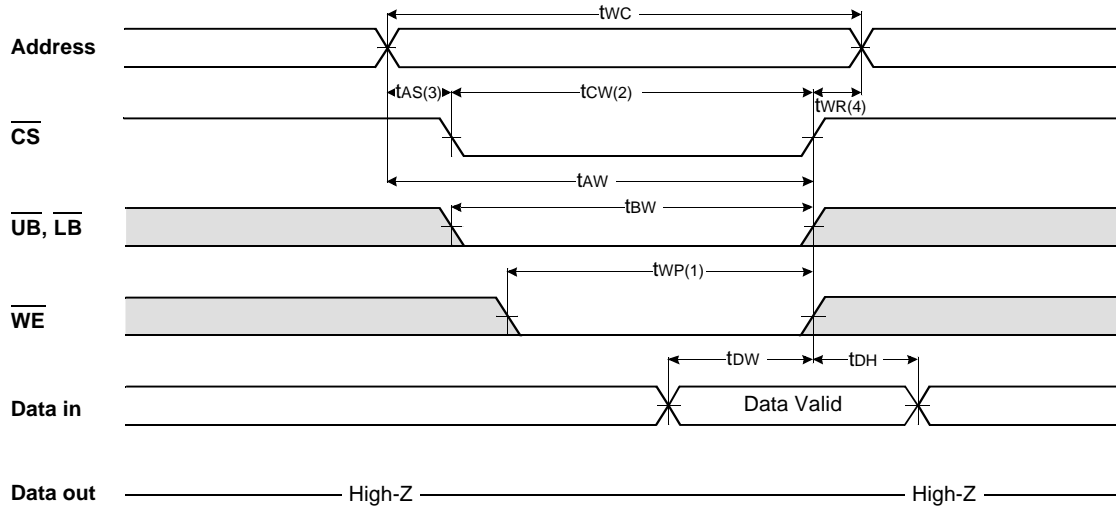 tWC
Address
tAS(3) tCW(2) tWR(4)
CS
tAW
UB, LB
tBW
tWP(1)
WE
tDW tDH
Data in Data Valid
Data out High-Z High-Z